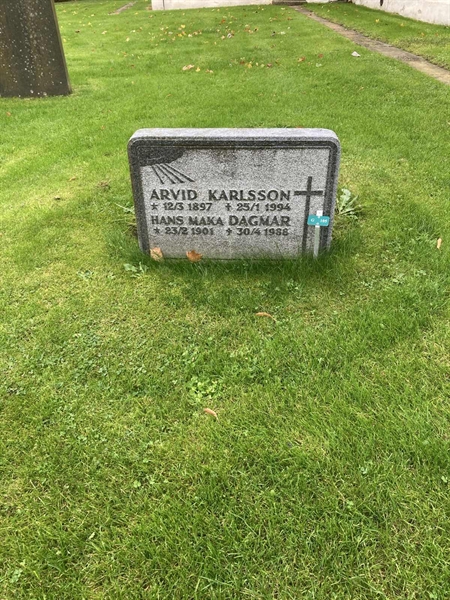 ARVID KARLSSON
* 12/3 1897 + 25/1 1994
HANS MAKA DAGMAR
* 23/2 1901 + 30/4 1988